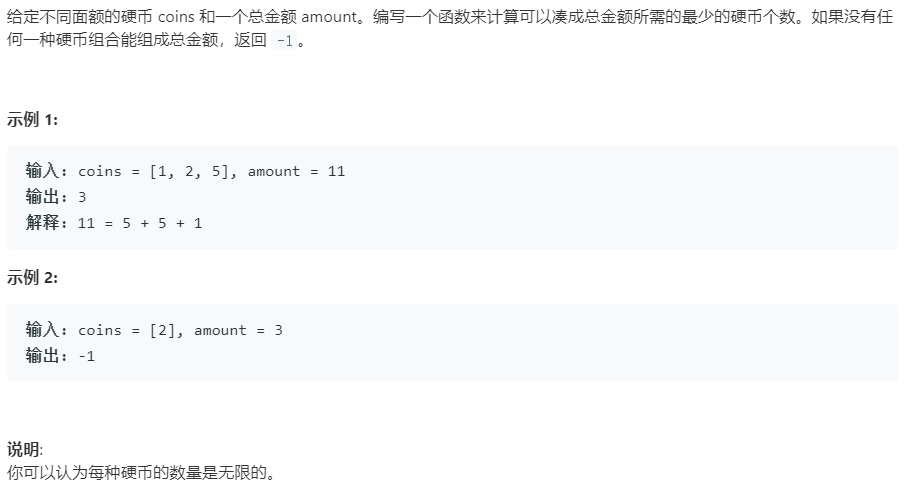 给定不同面额的硬币 coins 和一个总金额 amount。编写一个函数来计算可以凑成总金额所需的最少的硬币个数。如果没有任
何一种硬币组合能组成总金额，返回 -1。
示例 1:
输入: coins = [1, 2, 5], amount = 11
输出: 3
解释: 11 = 5 + 5 + 1
示例 2:
输入: coins = [2], amount = 3
输出: -1
说明:
你可以认为每种硬币的数量是无限的。